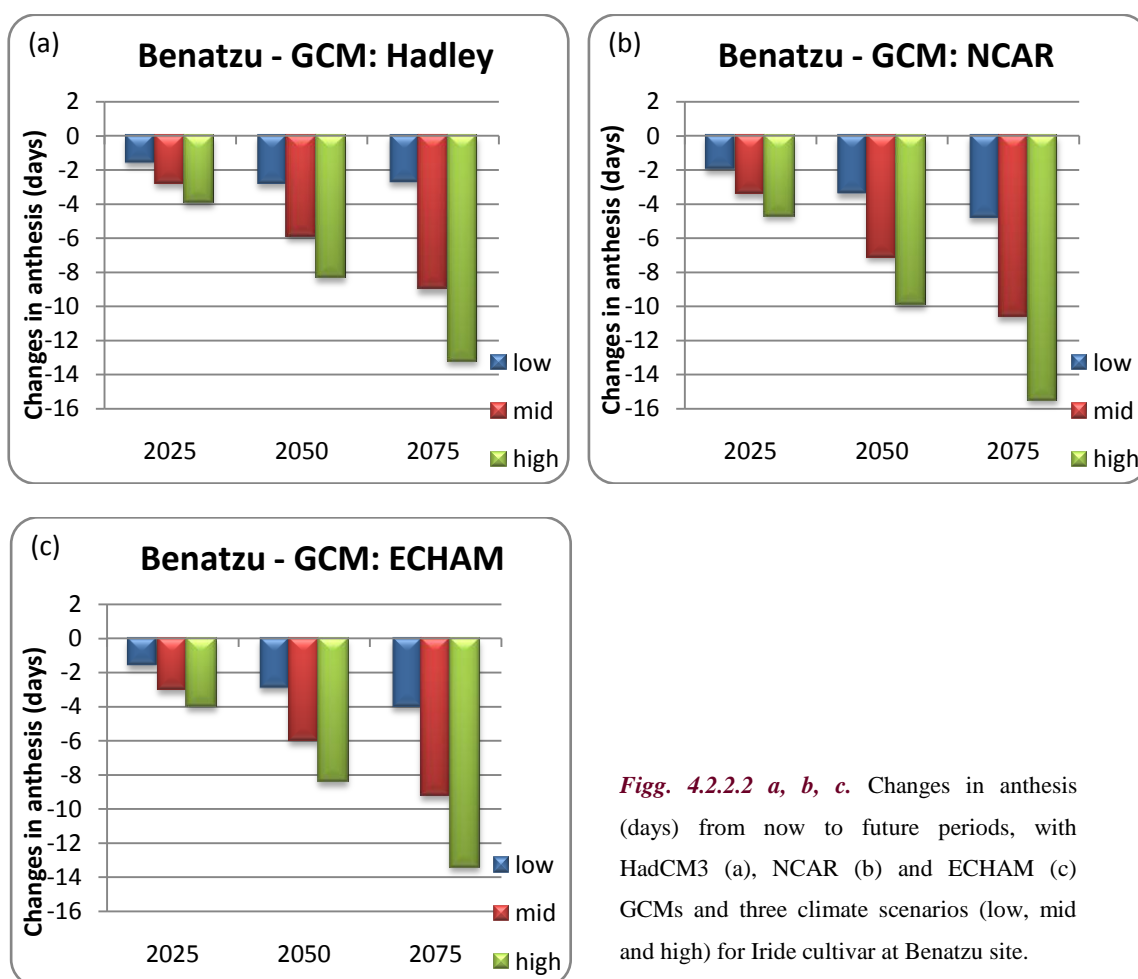 (a)
Benatzu - GCM: Hadley
Changes in anthesis (days)
2
0
-2
-4
-6
-8
-10
-12
-14
-16
2025 2050 2075
low
mid
high
(b)
Benatzu - GCM: NCAR
Changes in anthesis (days)
2
0
-2
-4
-6
-8
-10
-12
-14
-16
2025 2050 2075
low
mid
high
(c)
Benatzu - GCM: ECHAM
Changes in anthesis (days)
2
0
-2
-4
-6
-8
-10
-12
-14
-16
2025 2050 2075
low
mid
high
Figg. 4.2.2.2 a, b, c. Changes in anthesis
(days) from now to future periods, with
HadCM3 (a), NCAR (b) and ECHAM (c)
GCMs and three climate scenarios (low, mid
and high) for Iride cultivar at Benatzu site.